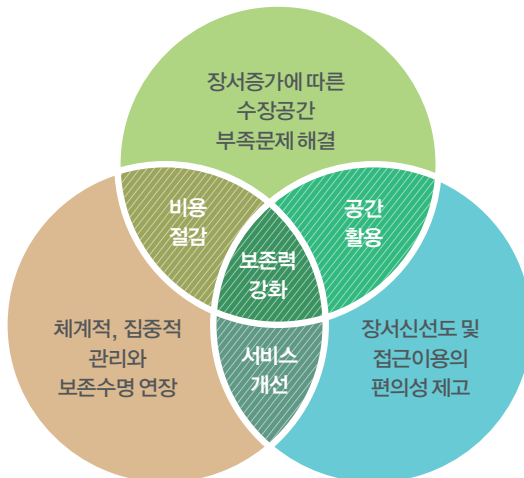 장서증가에 따른
수장공간
부족문제 해결
비용
절감
공간
활용
보존력
강화
체계적, 집중적
관리와
보존수명 연장
서비스
개선
장서신선도 및
접근이용의
편의성 제고